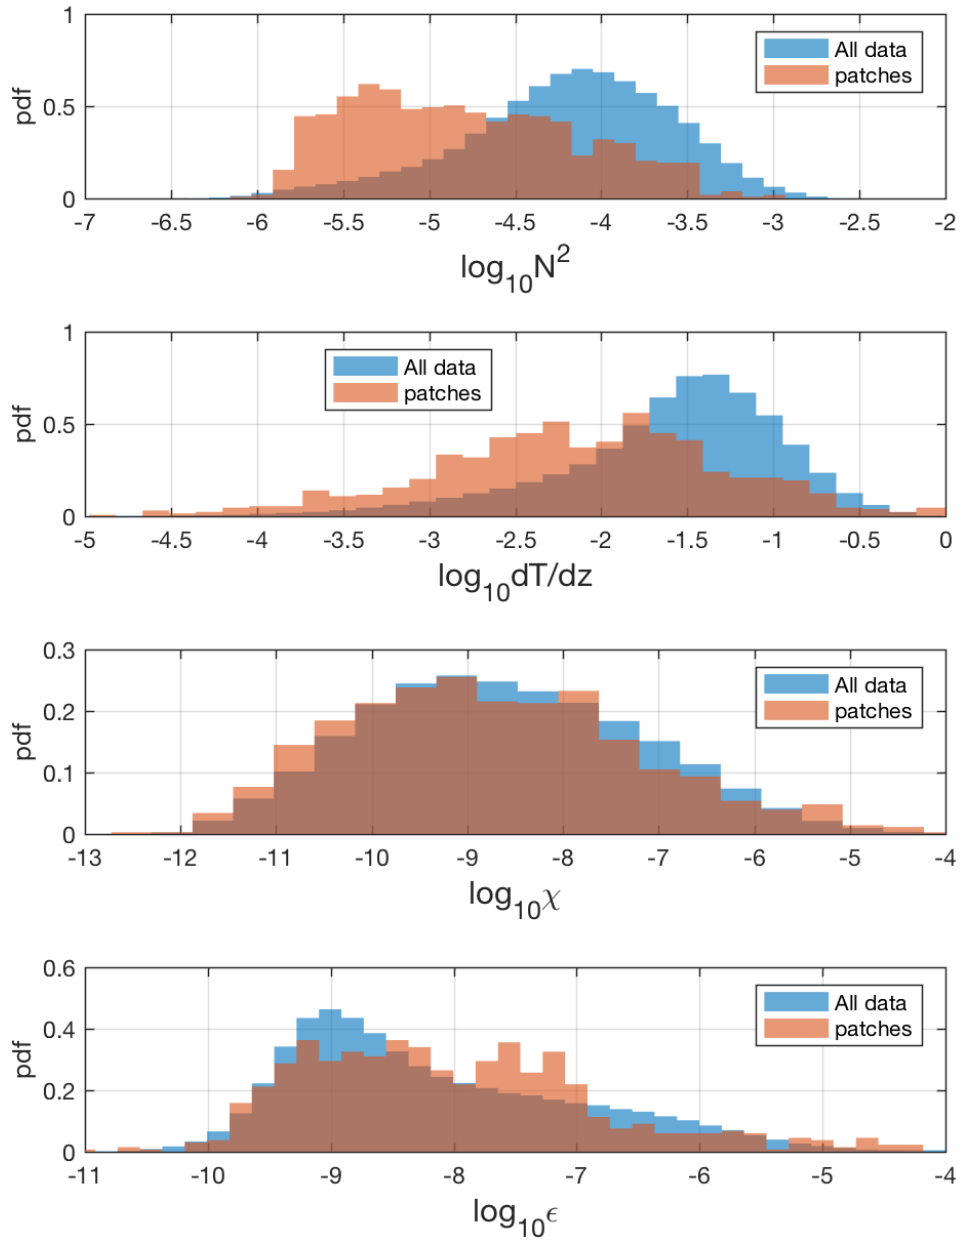 1
0.5
0
pdf
All data
patches
-7 -6.5 -6 -5.5 -5 -4.5 -4 -3.5 -3 -2.5 -2
log₁₀N²
1
0.5
0
pdf
All data
patches
-5 -4.5 -4 -3.5 -3 -2.5 -2 -1.5 -1 -0.5 0
log₁₀dT/dz
0.3
0.2
0.1
0
pdf
All data
patches
-13 -12 -11 -10 -9 -8 -7 -6 -5 -4
log₁₀χ
0.6
0.4
0.2
0
pdf
All data
patches
-11 -10 -9 -8 -7 -6 -5 -4
log₁₀ϵ